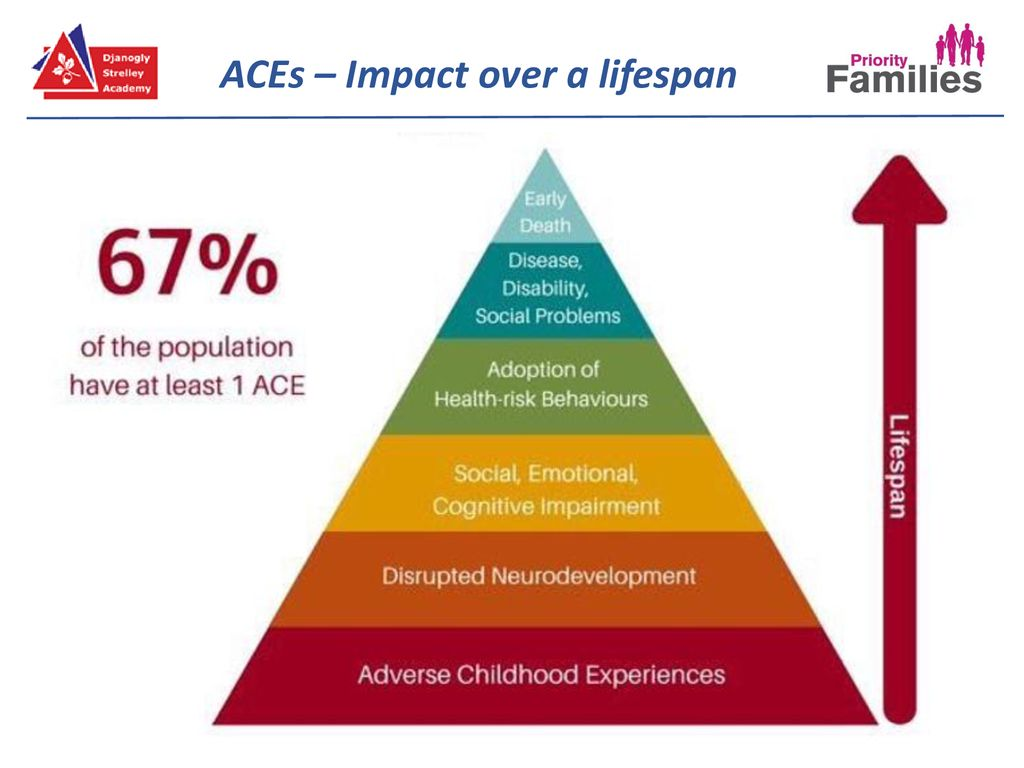 Djanogly
Strelley
Academy
ACEs – Impact over a lifespan
Priority
Families
67%
of the population
have at least 1 ACE
Early
Death
Disease,
Disability,
Social Problems
Adoption of
Health-risk Behaviours
Social, Emotional,
Cognitive Impairment
Disrupted Neurodevelopment
Adverse Childhood Experiences
Lifespan